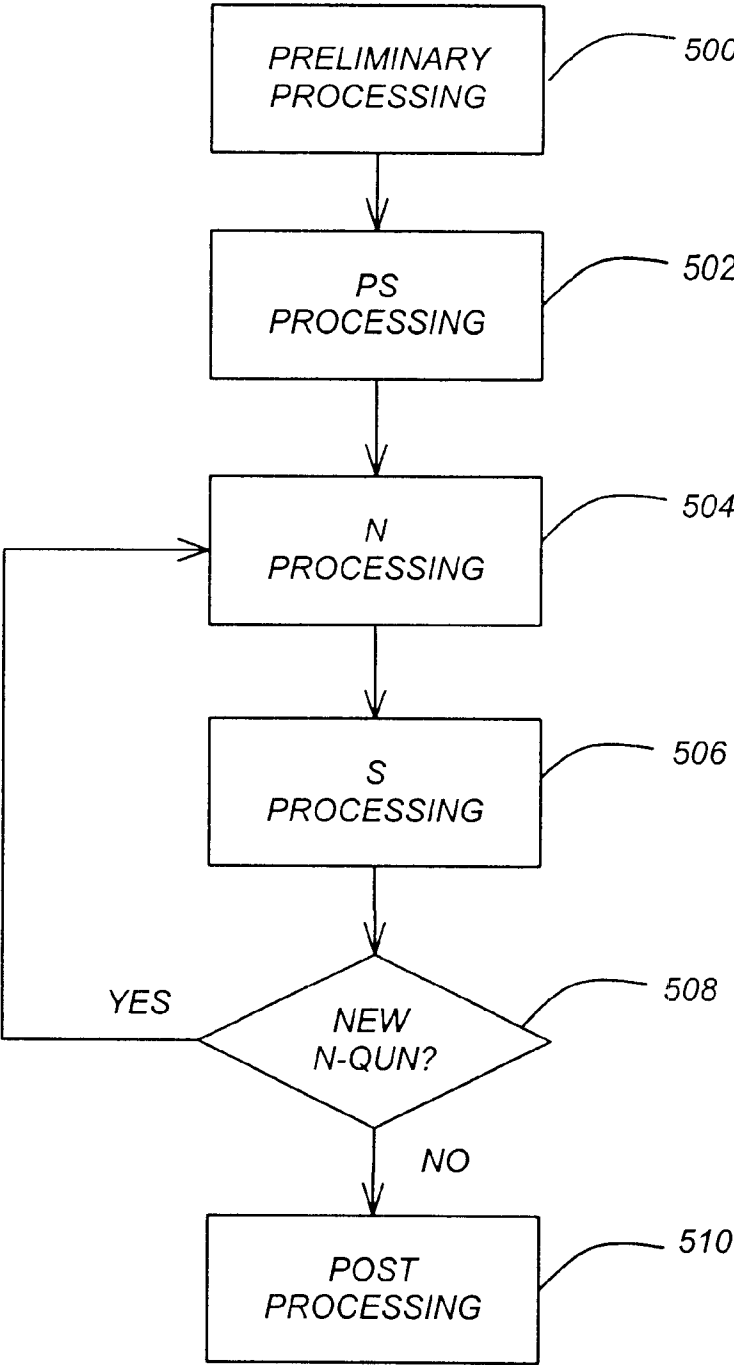 PRELIMINARY
PROCESSING
500
PS
PROCESSING
502
N
PROCESSING
504
S
PROCESSING
506
YES
NEW
N-QUN?
508
NO
POST
PROCESSING
510